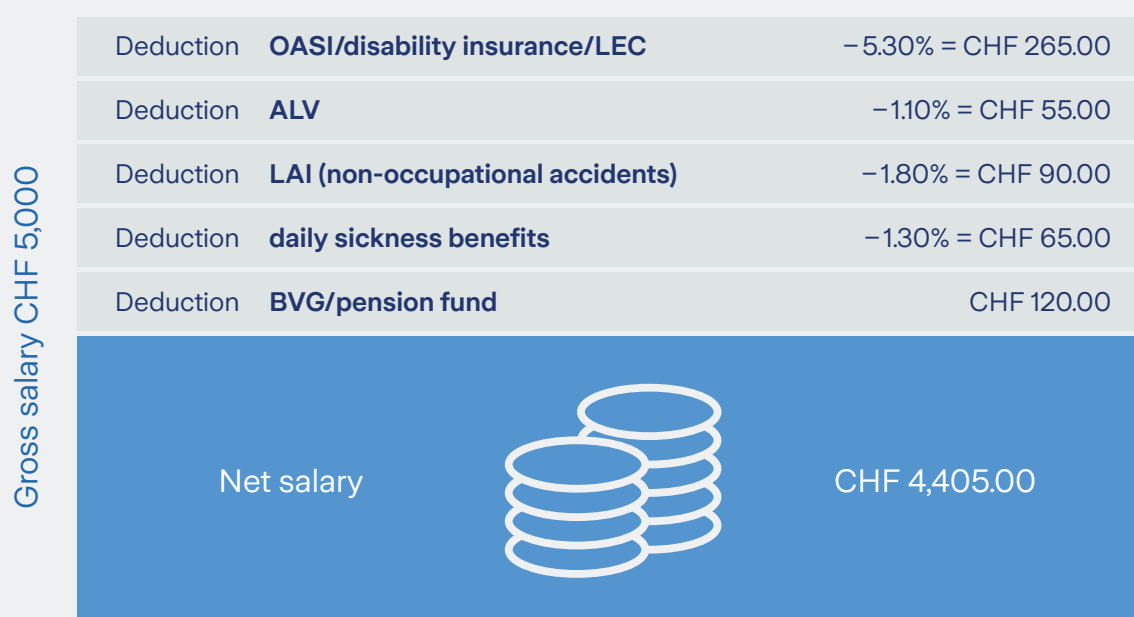 Gross salary CHF 5,000
Deduction OASI/disability insurance/LEC −5.30% = CHF 265.00
Deduction ALV −1.10% = CHF 55.00
Deduction LAI (non-occupational accidents) −1.80% = CHF 90.00
Deduction daily sickness benefits −1.30% = CHF 65.00
Deduction BVG/pension fund CHF 120.00
Net salary CHF 4,405.00